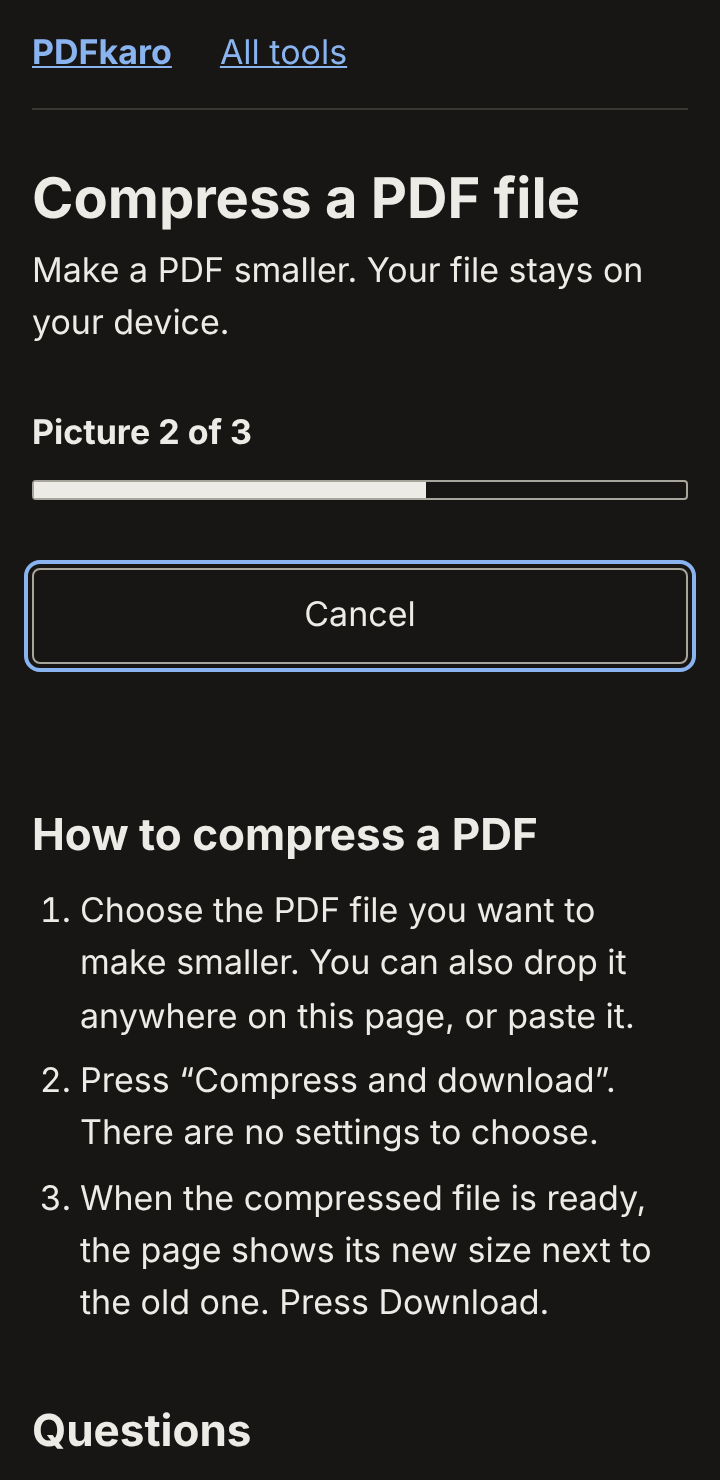 PDFkaro All tools
Compress a PDF file
Make a PDF smaller. Your file stays on
your device.
Picture 2 of 3
Cancel
How to compress a PDF
1. Choose the PDF file you want to
make smaller. You can also drop it
anywhere on this page, or paste it.
2. Press “Compress and download”.
There are no settings to choose.
3. When the compressed file is ready,
the page shows its new size next to
the old one. Press Download.
Questions